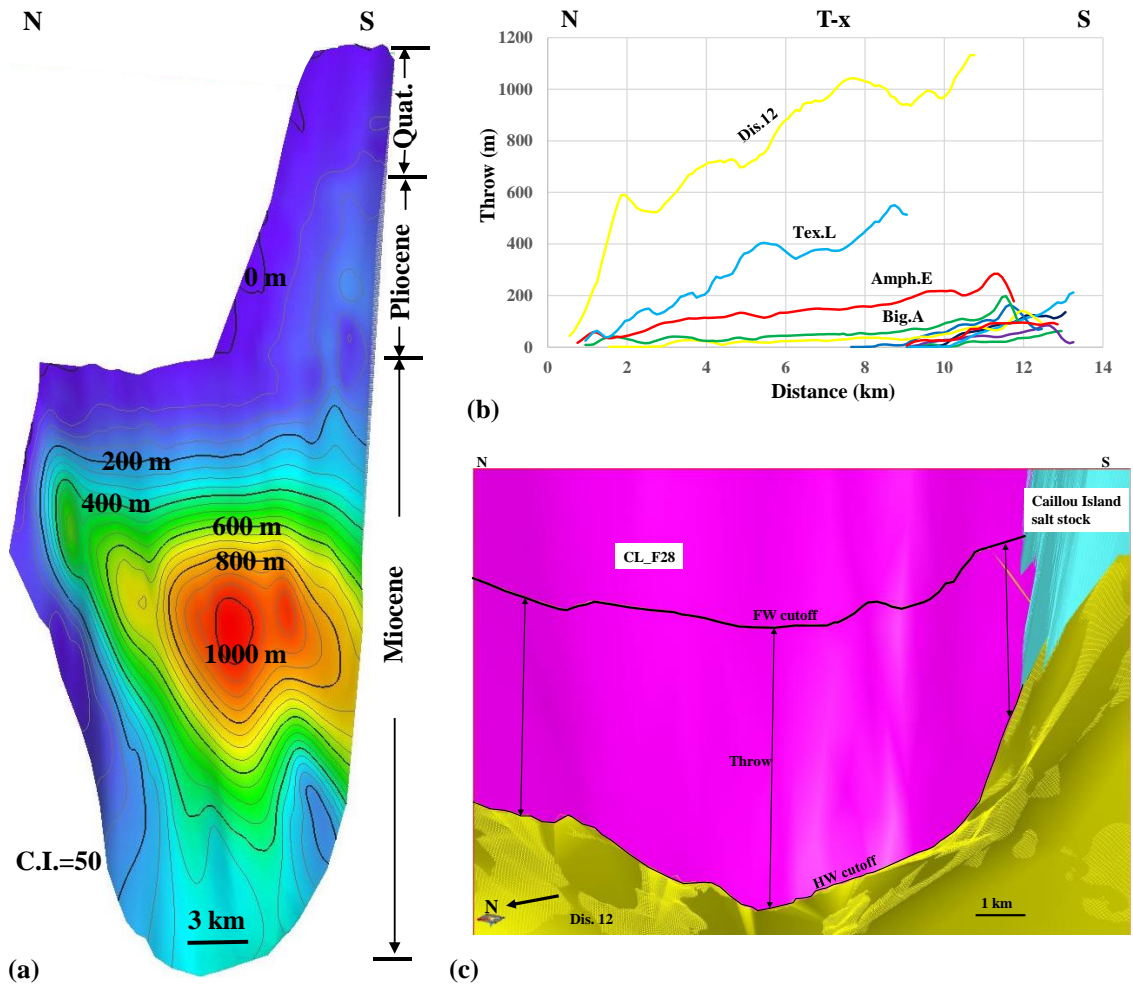 N S
Quat.
Pliocene
0 m
200 m
400 m
600 m
800 m
1000 m
Miocene
C.I.=50
3 km
(a)
N T-x S
1200
1000
800
600
400
200
0
Throw (m)
Dis.12
Tex.L
Amph.E
Big.A
0 2 4 6 8 10 12 14
Distance (km)
(b)
N S
Caillou Island
salt stock
CL_F28
FW cutoff
Throw
HW cutoff
N
Dis. 12
1 km
(c)